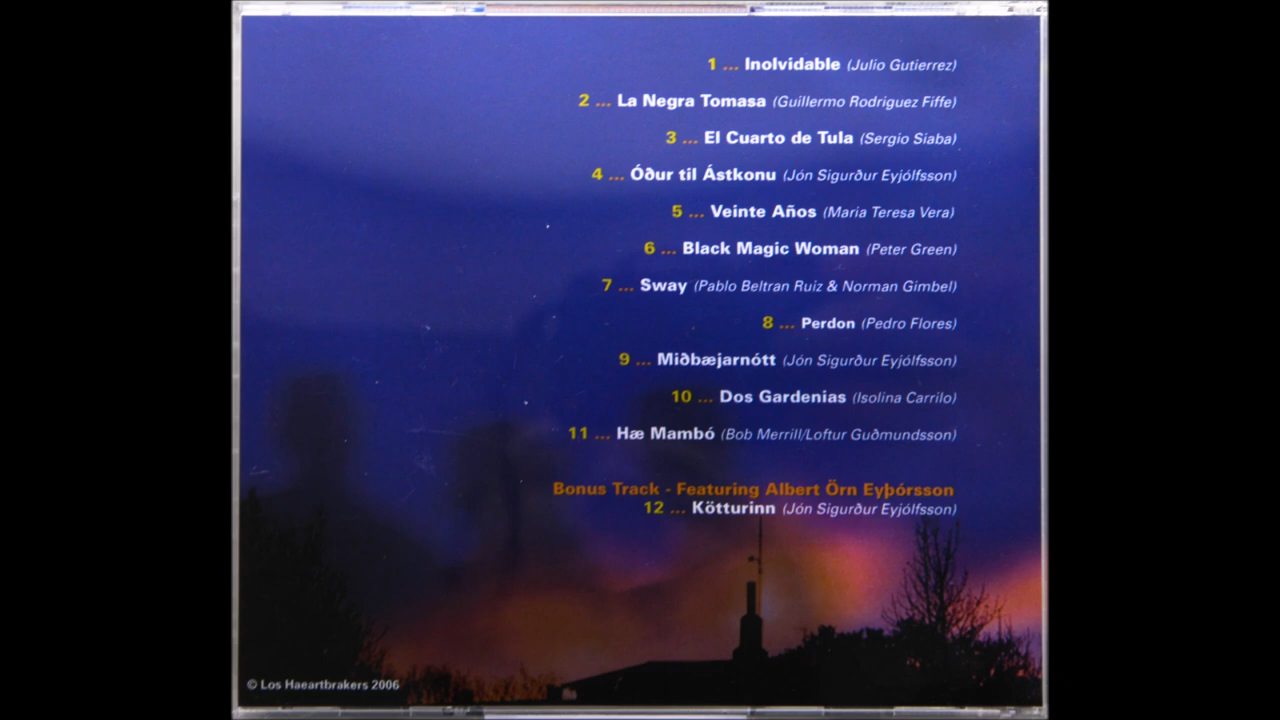 1 ... Inolvidable (Julio Gutierrez)
2 ... La Negra Tomasa (Guillermo Rodriguez Fiffe)
3 ... El Cuarto de Tula (Sergio Siaba)
4 ... Óður til Ástkonu (Jón Sigurður Eyjólfsson)
5 ... Veinte Años (Maria Teresa Vera)
6 ... Black Magic Woman (Peter Green)
7 ... Sway (Pablo Beltran Ruiz & Norman Gimbel)
8 ... Perdon (Pedro Flores)
9 ... Miðbæjarnótt (Jón Sigurður Eyjólfsson)
10 ... Dos Gardenias (Isolina Carrilo)
11 ... Hæ Mambó (Bob Merrill/Loftur Guðmundsson)
Bonus Track - Featuring Albert Örn Eyþórsson
12 ... Kötturinn (Jón Sigurður Eyjólfsson)
© Los Haeartbrakers 2006